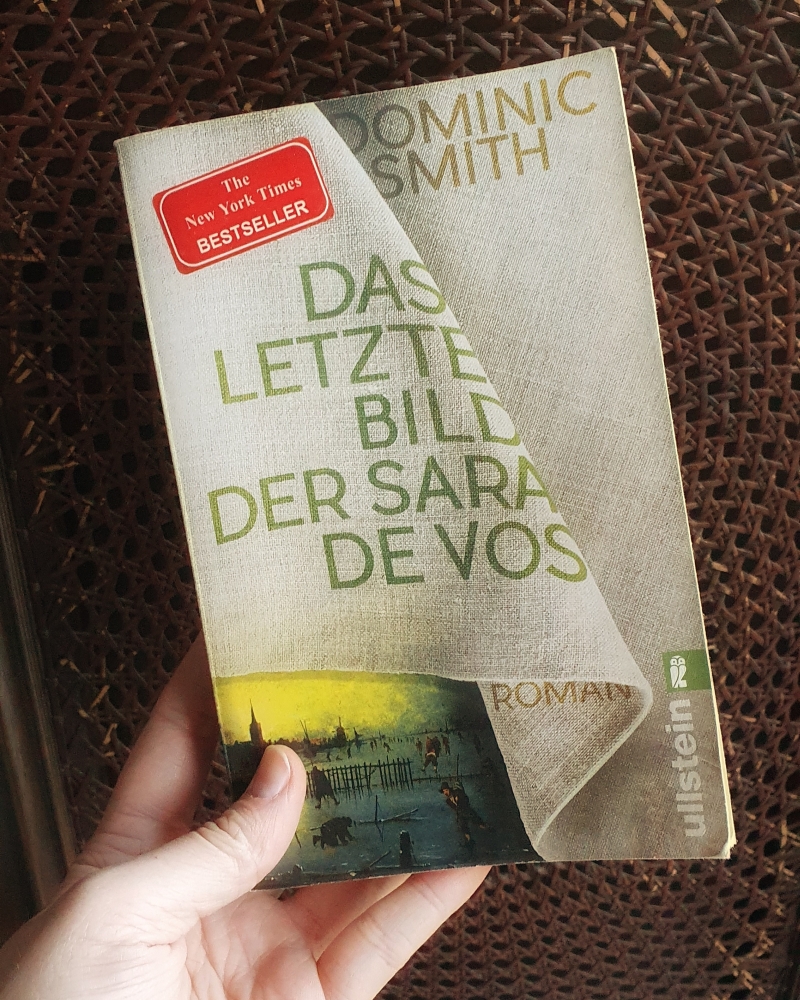 DOMINIC
SMITH
The
New York Times
BESTSELLER
DAS
LETZTE
BILD
DER SARA
DE VOS
ROMAN
ullstein